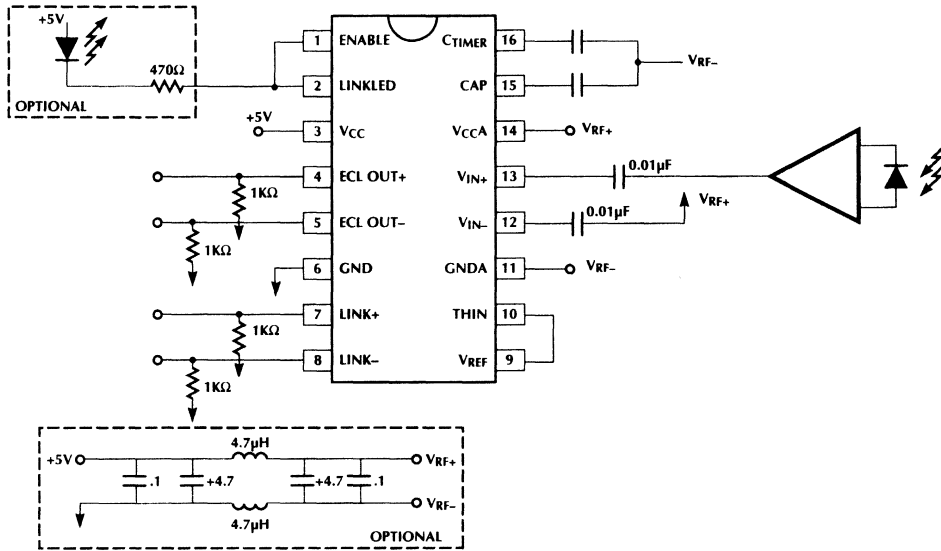 +5V
470Ω
OPTIONAL
1 ENABLE
2 LINKLED
+5V
3 VCC
4 ECL OUT+
1KΩ
5 ECL OUT−
1KΩ
6 GND
7 LINK+
1KΩ
8 LINK−
1KΩ
CTIMER 16
VRF−
CAP 15
VCCA 14 VRF+
VIN+ 13
0.01µF
VIN− 12
0.01µF
VRF+
GNDA 11 VRF−
THIN 10
VREF 9
4.7µH
+5V
VRF+
.1 +4.7 +4.7 .1
VRF−
4.7µH
OPTIONAL